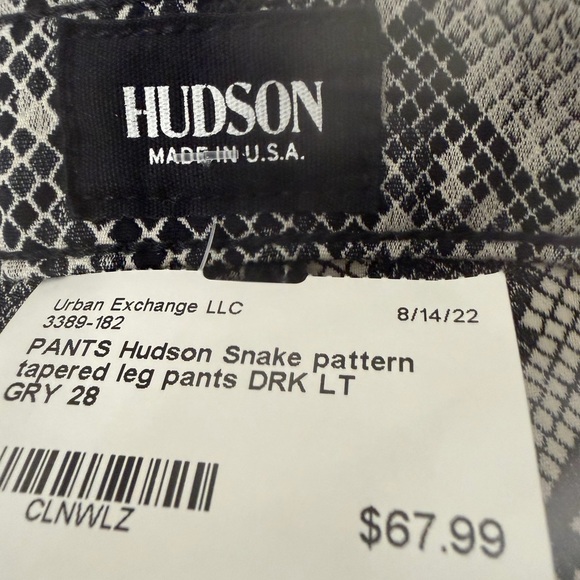 HUDSON
MADE IN U.S.A.
Urban Exchange LLC
3389-182
8/14/22
PANTS Hudson Snake pattern
tapered leg pants DRK LT
GRY 28
CLNWLZ
$67.99